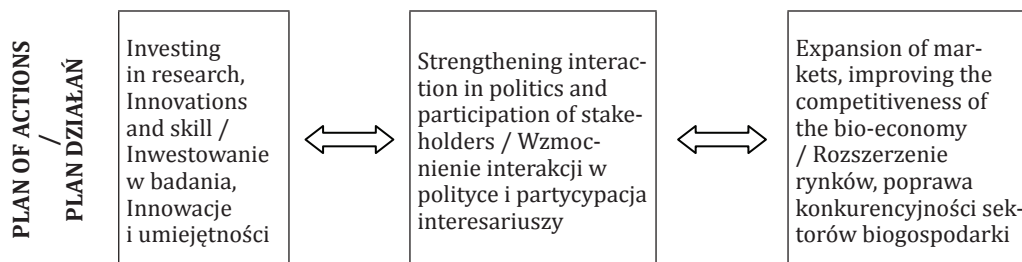 PLAN OF ACTIONS
/
PLAN DZIAŁAŃ
Investing
in research,
Innovations
and skill /
Inwestowanie
w badania,
Innowacje
i umiejętności
Strengthening interac-
tion in politics and
participation of stake-
holders / Wzmoc-
nienie interakcji w
polityce i partycypacja
interesariuszy
Expansion of mar-
kets, improving the
competitiveness of
the bio-economy
/ Rozszerzenie
rynków, poprawa
konkurencyjności sek-
torów biogospodarki